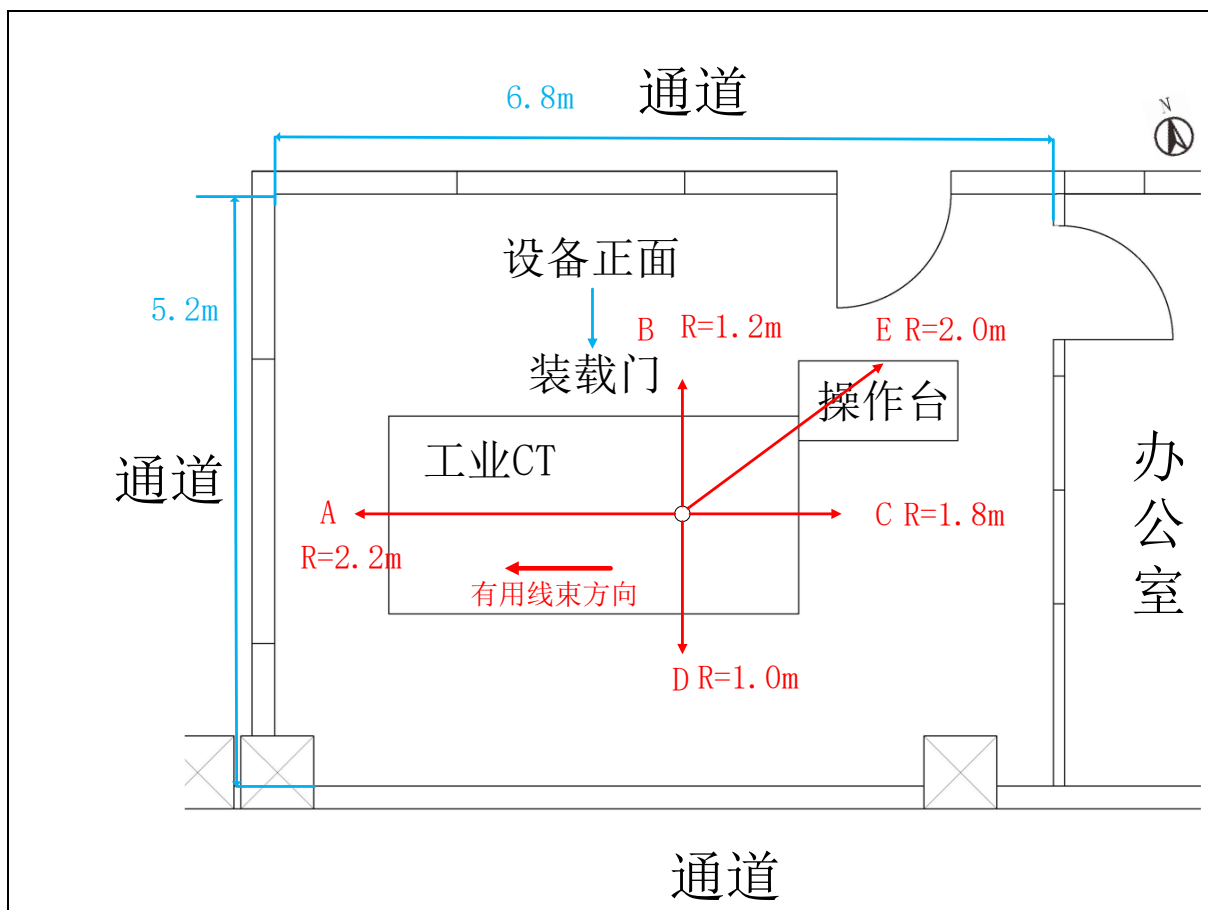 通道
6.8m
N
设备正面
5.2m
B R=1.2m
E R=2.0m
装载门
操作台
工业CT
办公室
通道
A
C R=1.8m
R=2.2m
有用线束方向
D R=1.0m
通道